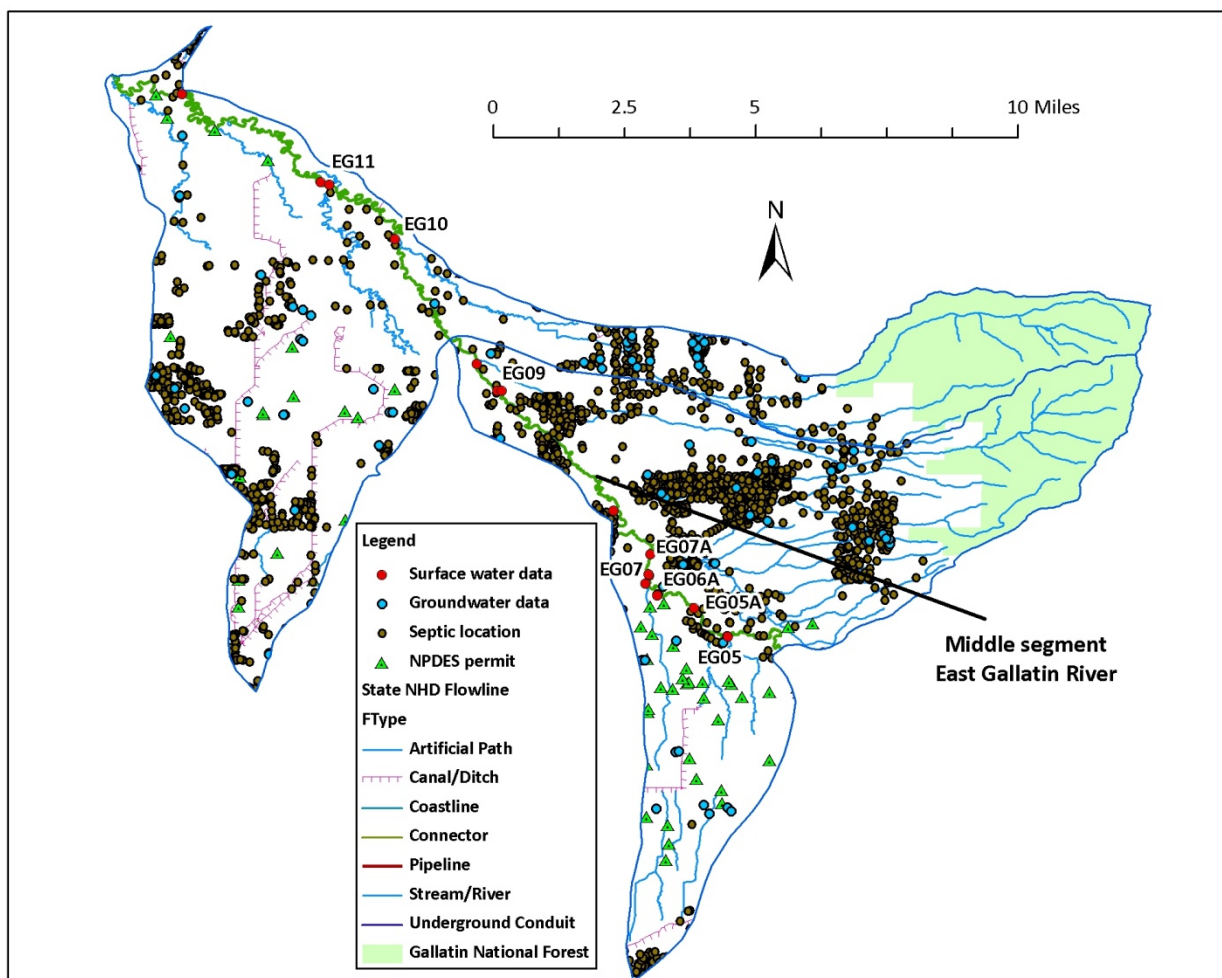 0 2.5 5 10 Miles
N
EG11
EG10
EG09
EG07A
EG07
EG06A
EG05A
EG05
Middle segment
East Gallatin River
Legend
Surface water data
Groundwater data
Septic location
NPDES permit
State NHD Flowline
FType
Artificial Path
Canal/Ditch
Coastline
Connector
Pipeline
Stream/River
Underground Conduit
Gallatin National Forest